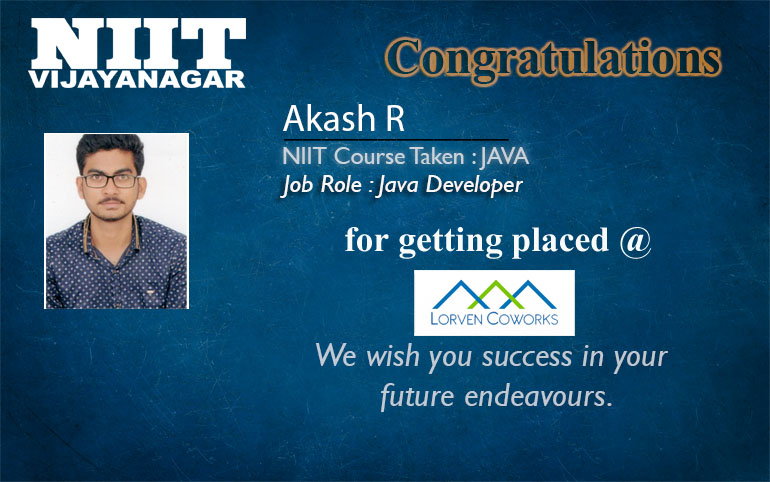 NIIT
VIJAYANAGAR
Congratulations
Akash R
NIIT Course Taken : JAVA
Job Role : Java Developer
for getting placed @
LORVEN COWORKS
We wish you success in your
future endeavours.